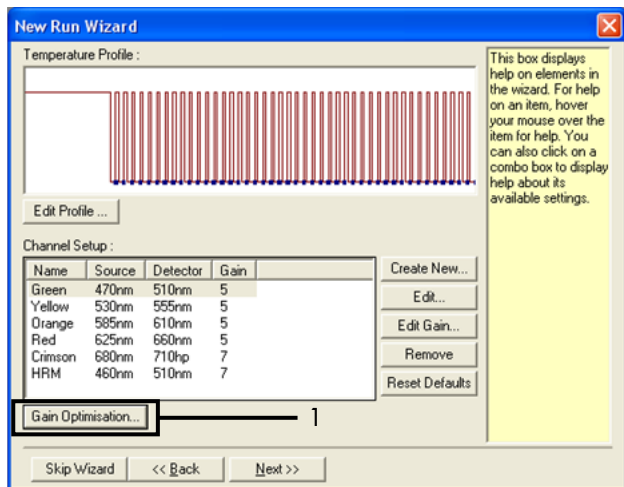 New Run Wizard
Temperature Profile :
This box displays
help on elements in
the wizard. For help
on an item, hover
your mouse over the
item for help. You
can also click on a
combo box to display
help about its
available settings.
Edit Profile ...
Channel Setup :
Name Source Detector Gain
Green 470nm 510nm 5
Yellow 530nm 555nm 5
Orange 585nm 610nm 5
Red 625nm 660nm 5
Crimson 680nm 710hp 7
HRM 460nm 510nm 7
Create New...
Edit...
Edit Gain...
Remove
Reset Defaults
Gain Optimisation...
1
Skip Wizard << Back Next >>